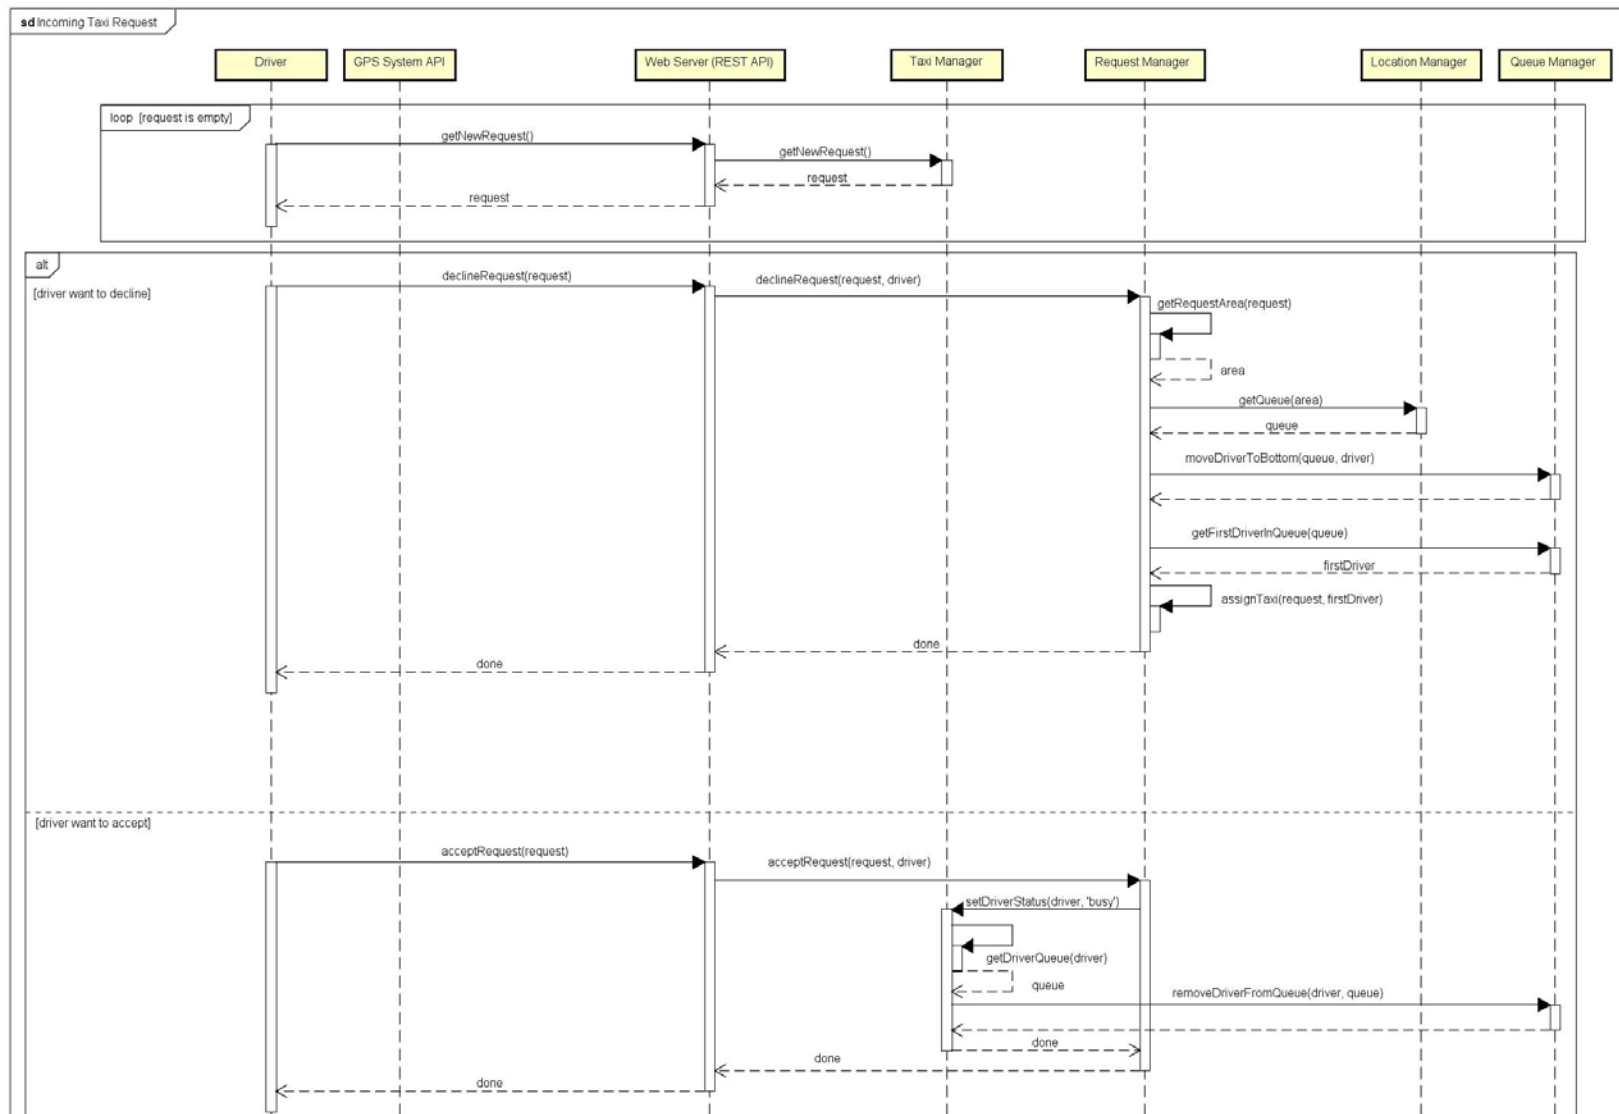 sd Incoming Taxi Request
Driver
GPS System API
Web Server (REST API)
Taxi Manager
Request Manager
Location Manager
Queue Manager
loop [request is empty]
getNewRequest()
getNewRequest()
request
request
alt
[driver want to decline]
declineRequest(request)
declineRequest(request, driver)
getRequestArea(request)
area
getQueue(area)
queue
moveDriverToBottom(queue, driver)
getFirstDriverInQueue(queue)
firstDriver
assignTaxi(request, firstDriver)
done
done
[driver want to accept]
acceptRequest(request)
acceptRequest(request, driver)
setDriverStatus(driver, 'busy')
getDriverQueue(driver)
queue
removeDriverFromQueue(driver, queue)
done
done
done